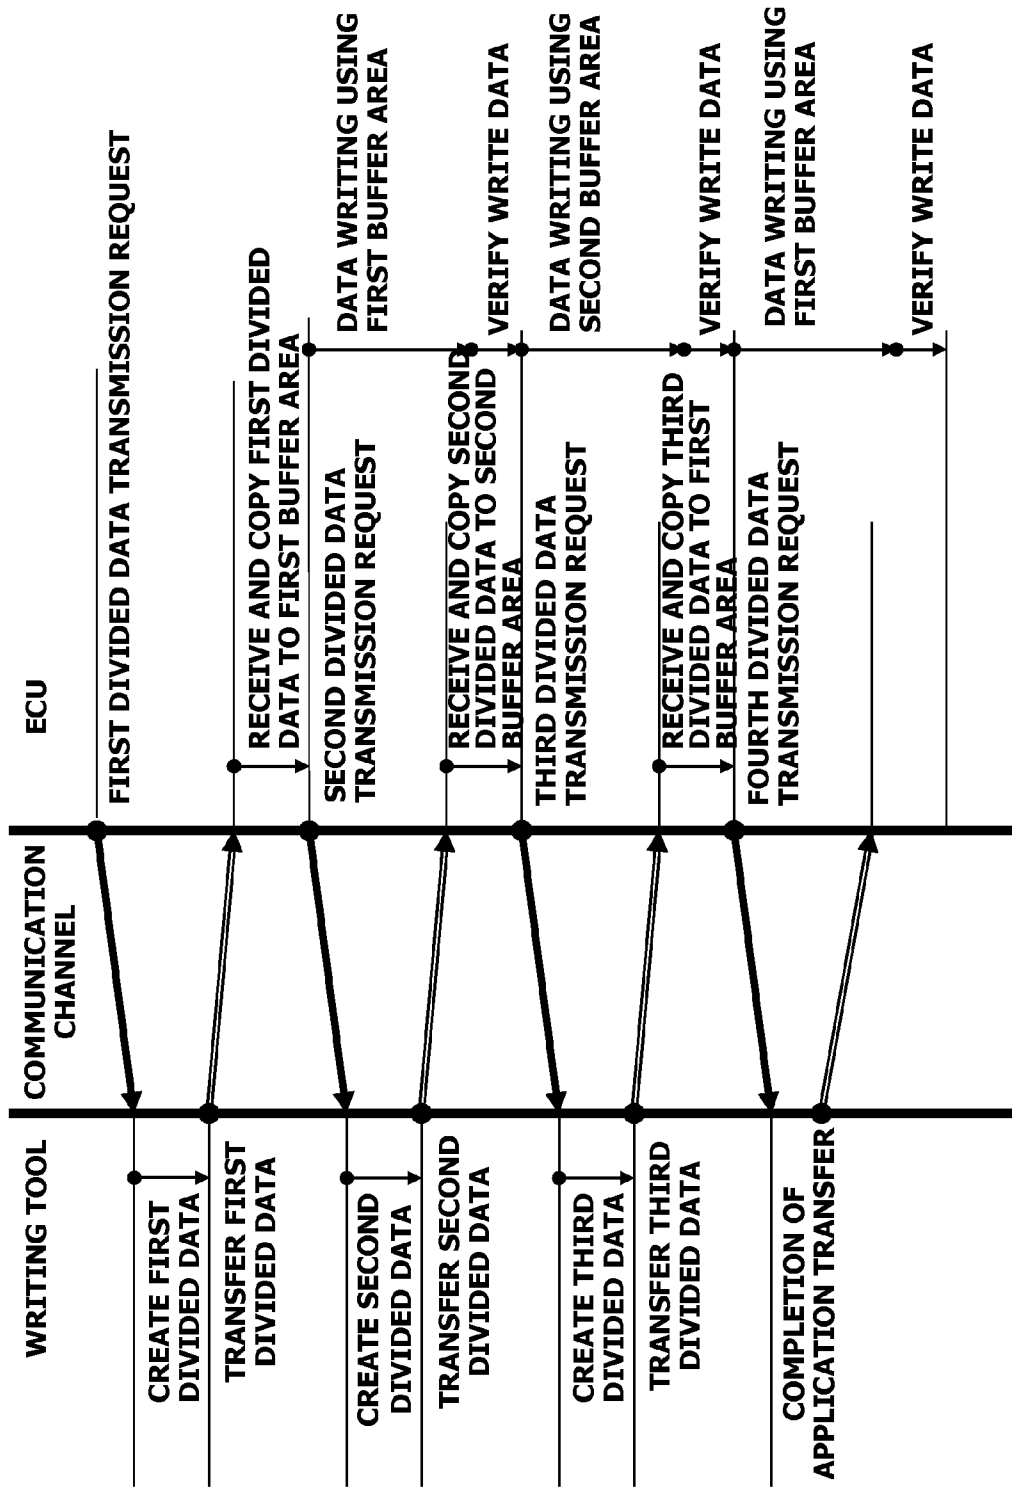 WRITING TOOL
COMMUNICATION
CHANNEL
ECU
FIRST DIVIDED DATA TRANSMISSION REQUEST
CREATE FIRST
DIVIDED DATA
TRANSFER FIRST
DIVIDED DATA
RECEIVE AND COPY FIRST DIVIDED
DATA TO FIRST BUFFER AREA
SECOND DIVIDED DATA
TRANSMISSION REQUEST
DATA WRITING USING
FIRST BUFFER AREA
CREATE SECOND
DIVIDED DATA
TRANSFER SECOND
DIVIDED DATA
RECEIVE AND COPY SECOND
DIVIDED DATA TO SECOND
BUFFER AREA
VERIFY WRITE DATA
THIRD DIVIDED DATA
TRANSMISSION REQUEST
DATA WRITING USING
SECOND BUFFER AREA
CREATE THIRD
DIVIDED DATA
TRANSFER THIRD
DIVIDED DATA
RECEIVE AND COPY THIRD
DIVIDED DATA TO FIRST
BUFFER AREA
VERIFY WRITE DATA
FOURTH DIVIDED DATA
TRANSMISSION REQUEST
DATA WRITING USING
FIRST BUFFER AREA
COMPLETION OF
APPLICATION TRANSFER
VERIFY WRITE DATA